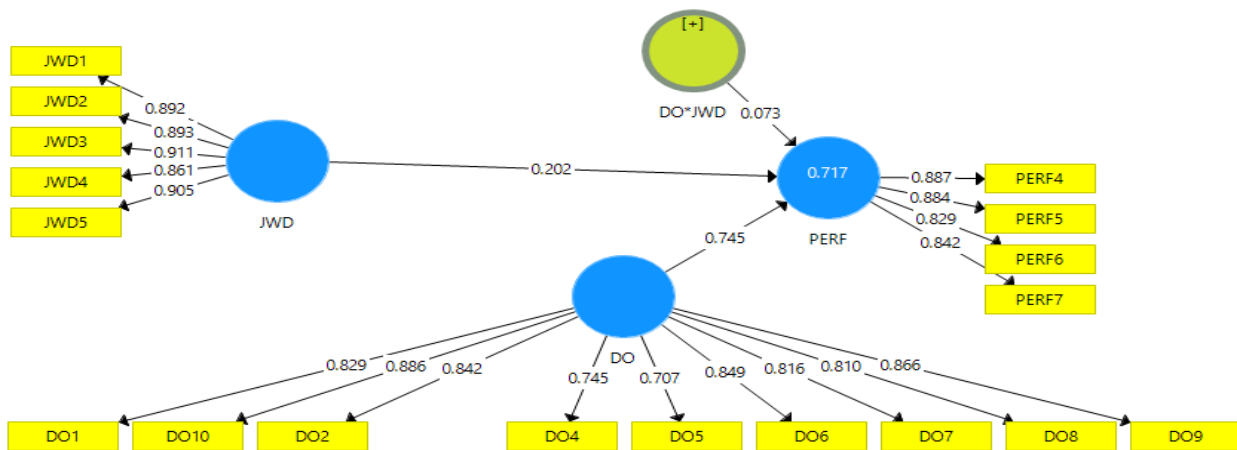 [+]
DO*JWD
0.073
JWD1
JWD2
JWD3
JWD4
JWD5
0.892
0.893
0.911
0.861
0.905
JWD
0.202
0.717
PERF
0.887
0.884
0.829
0.842
PERF4
PERF5
PERF6
PERF7
0.745
DO
0.829
0.886
0.842
0.745
0.707
0.849
0.816
0.810
0.866
DO1
DO10
DO2
DO4
DO5
DO6
DO7
DO8
DO9